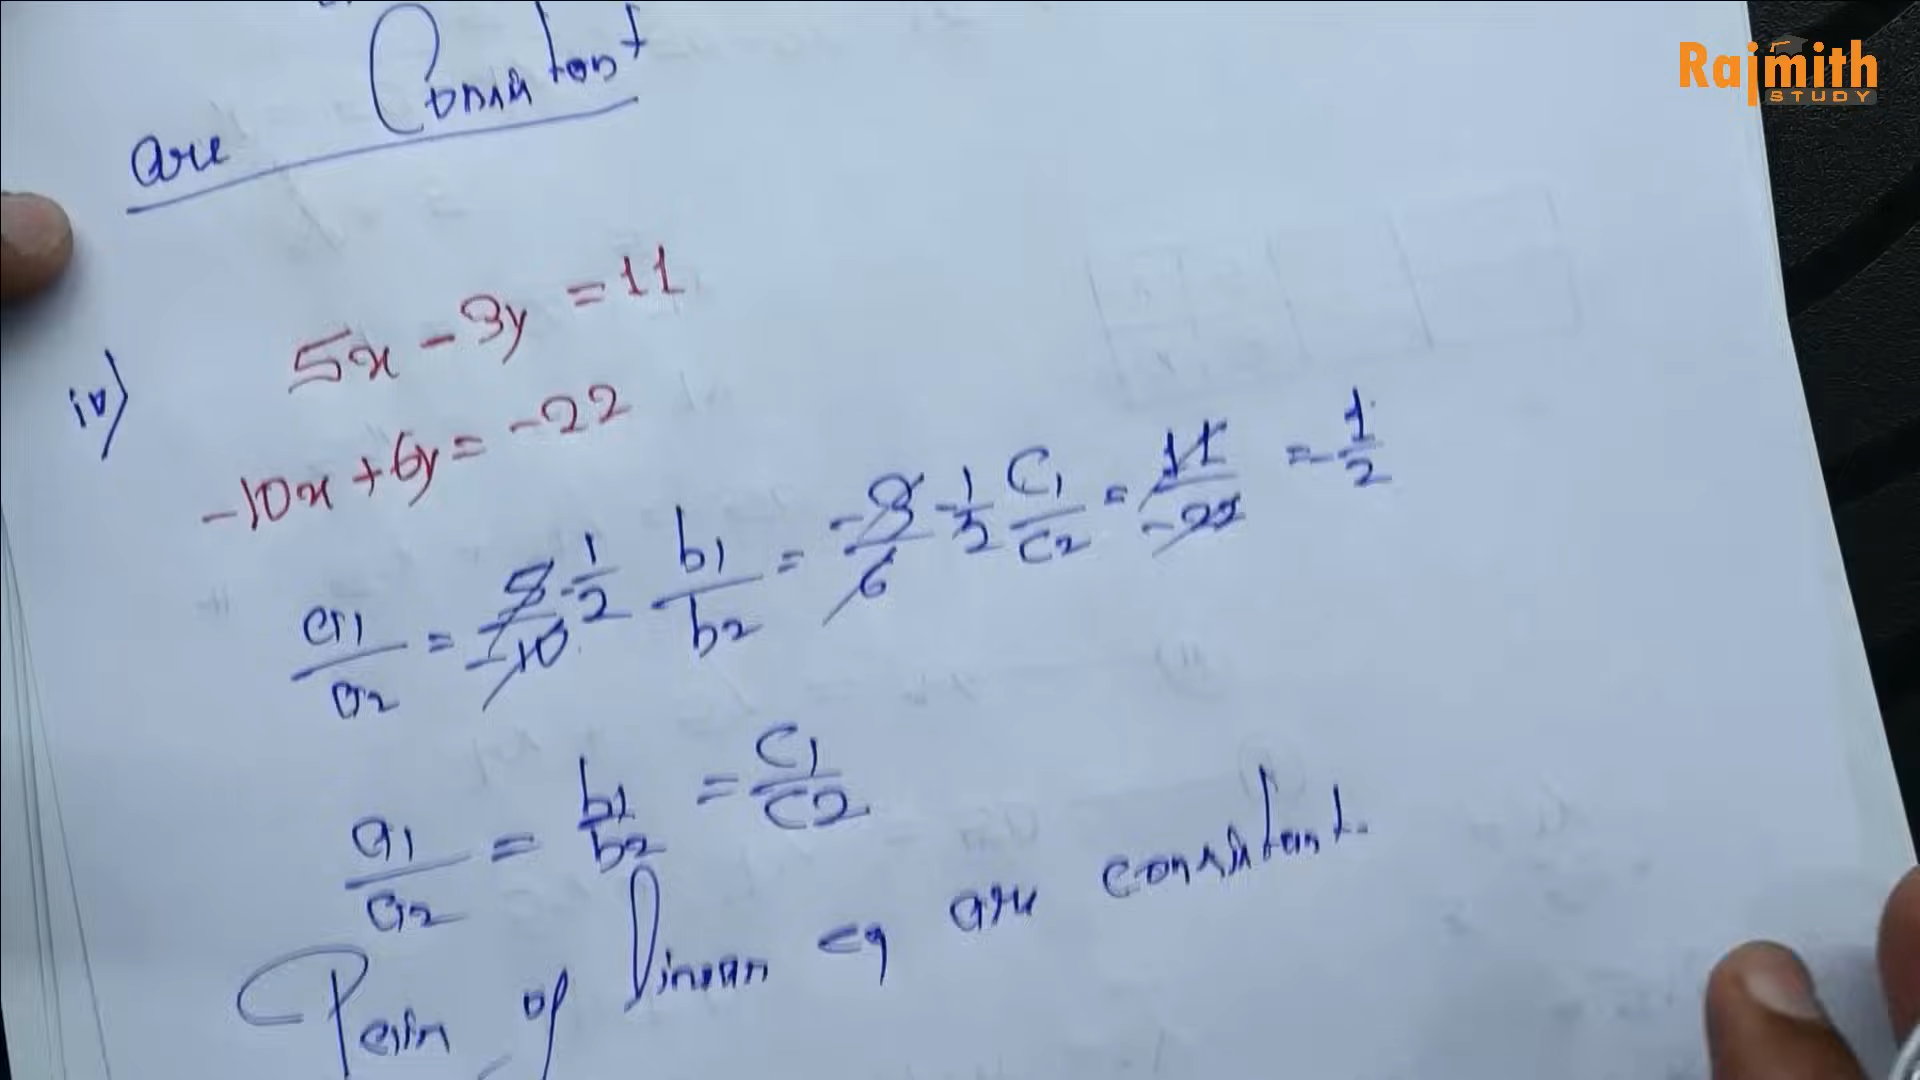 Rajmith
STUDY
are Consistent
iv) 5x - 3y = 11
-10x + 6y = -22
a1/a2 = 5/-10 -1/2 b1/b2 = -3/6 -1/2 C1/C2 = 11/-22 = -1/2
a1/a2 = b1/b2 = C1/C2
Pair of linear eq are consistent.